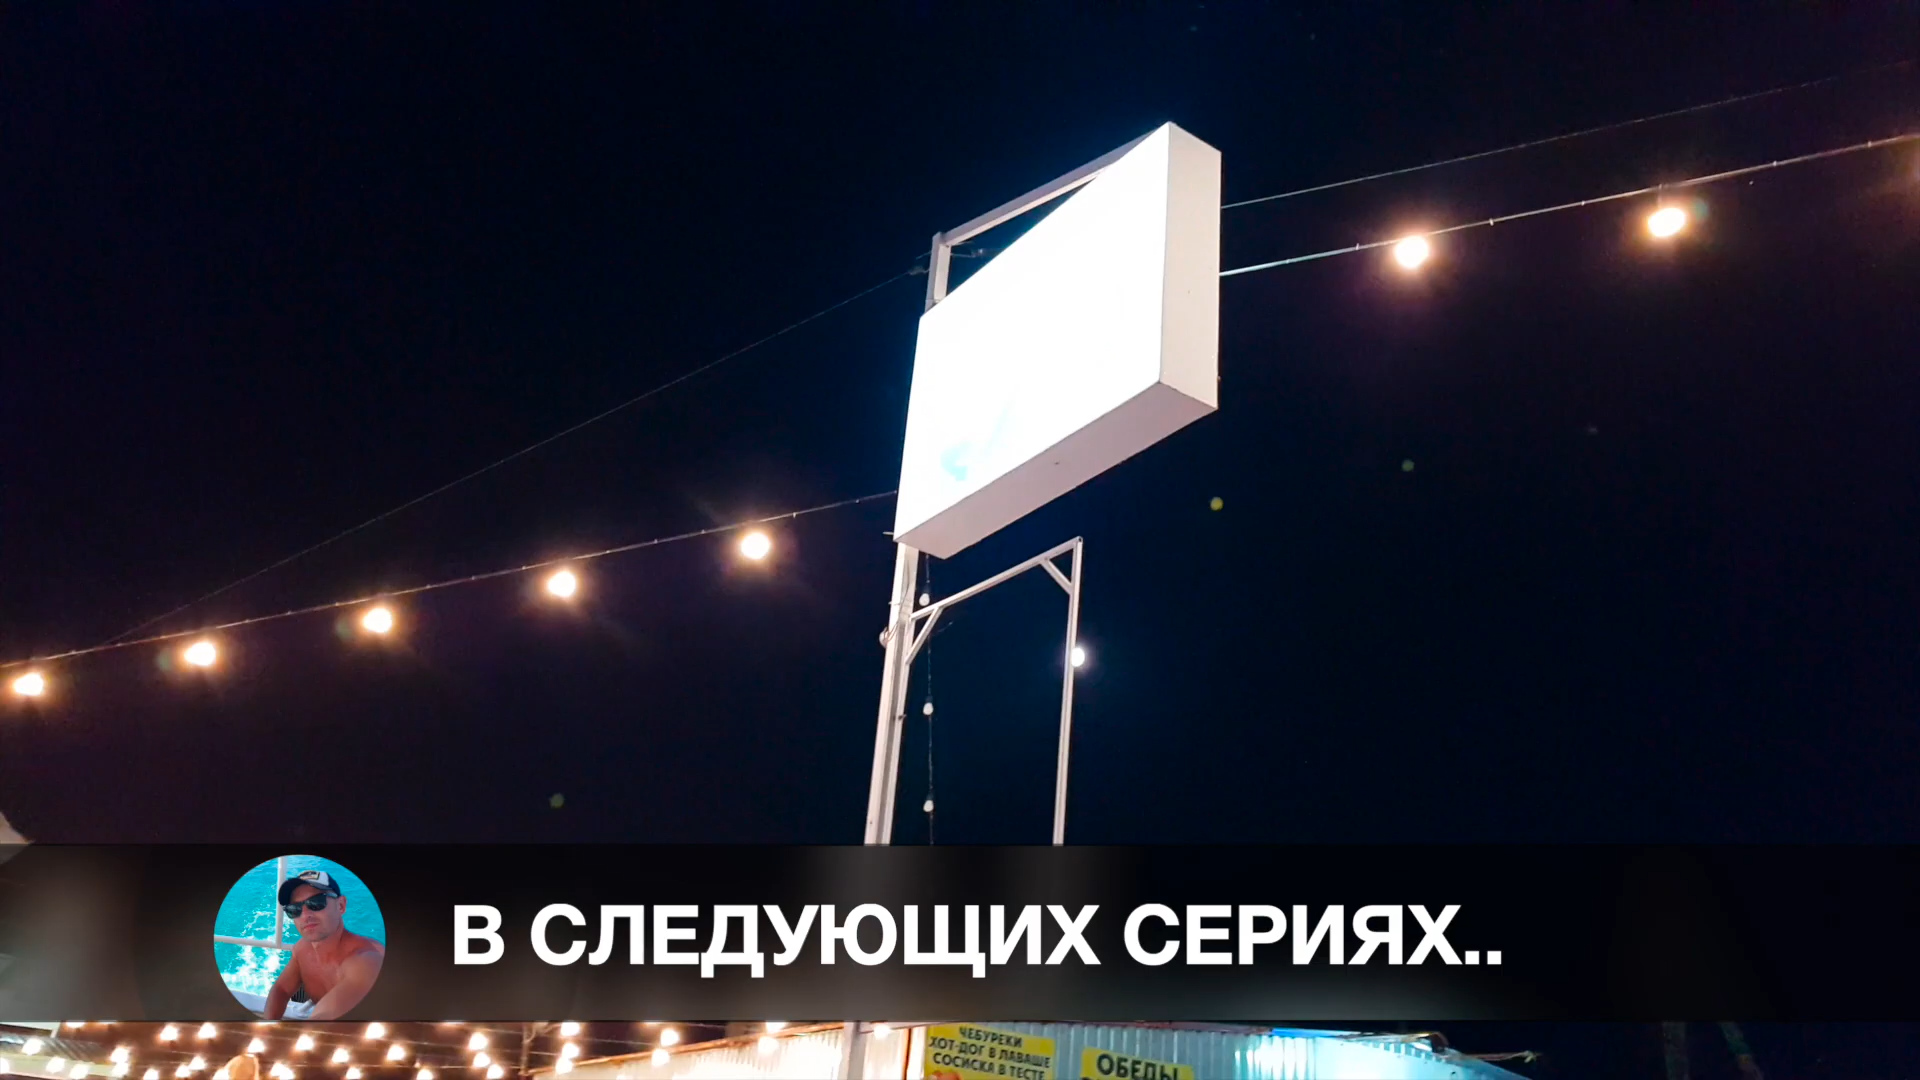 В СЛЕДУЮЩИХ СЕРИЯХ..
ЧЕБУРЕКИ
ХОТ-ДОГ В ЛАВАШЕ
СОСИСКА В ТЕСТЕ
ОБЕДЫ